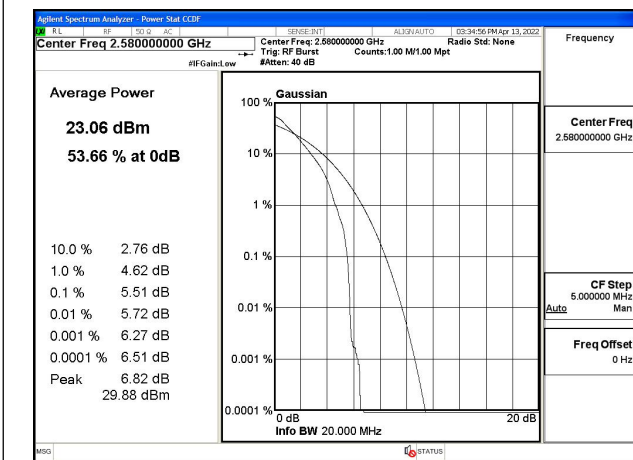 Agilent Spectrum Analyzer - Power Stat CCDF
RL RF 50 Ω AC SENSE:INT ALIGNAUTO 03:34:56 PM Apr 13, 2022
Center Freq 2.580000000 GHz
Center Freq: 2.580000000 GHz Radio Std: None
Trig: RF Burst Counts:1.00 M/1.00 Mpt
#IFGain:Low #Atten: 40 dB
Frequency
Average Power
23.06 dBm
53.66 % at 0dB
10.0 % 2.76 dB
1.0 % 4.62 dB
0.1 % 5.51 dB
0.01 % 5.72 dB
0.001 % 6.27 dB
0.0001 % 6.51 dB
Peak 6.82 dB
29.88 dBm
Gaussian
100 %
10 %
1 %
0.1 %
0.01 %
0.001 %
0.0001 %
0 dB 20 dB
Info BW 20.000 MHz
Center Freq
2.580000000 GHz
CF Step
5.000000 MHz
Auto Man
Freq Offset
0 Hz
MSG STATUS